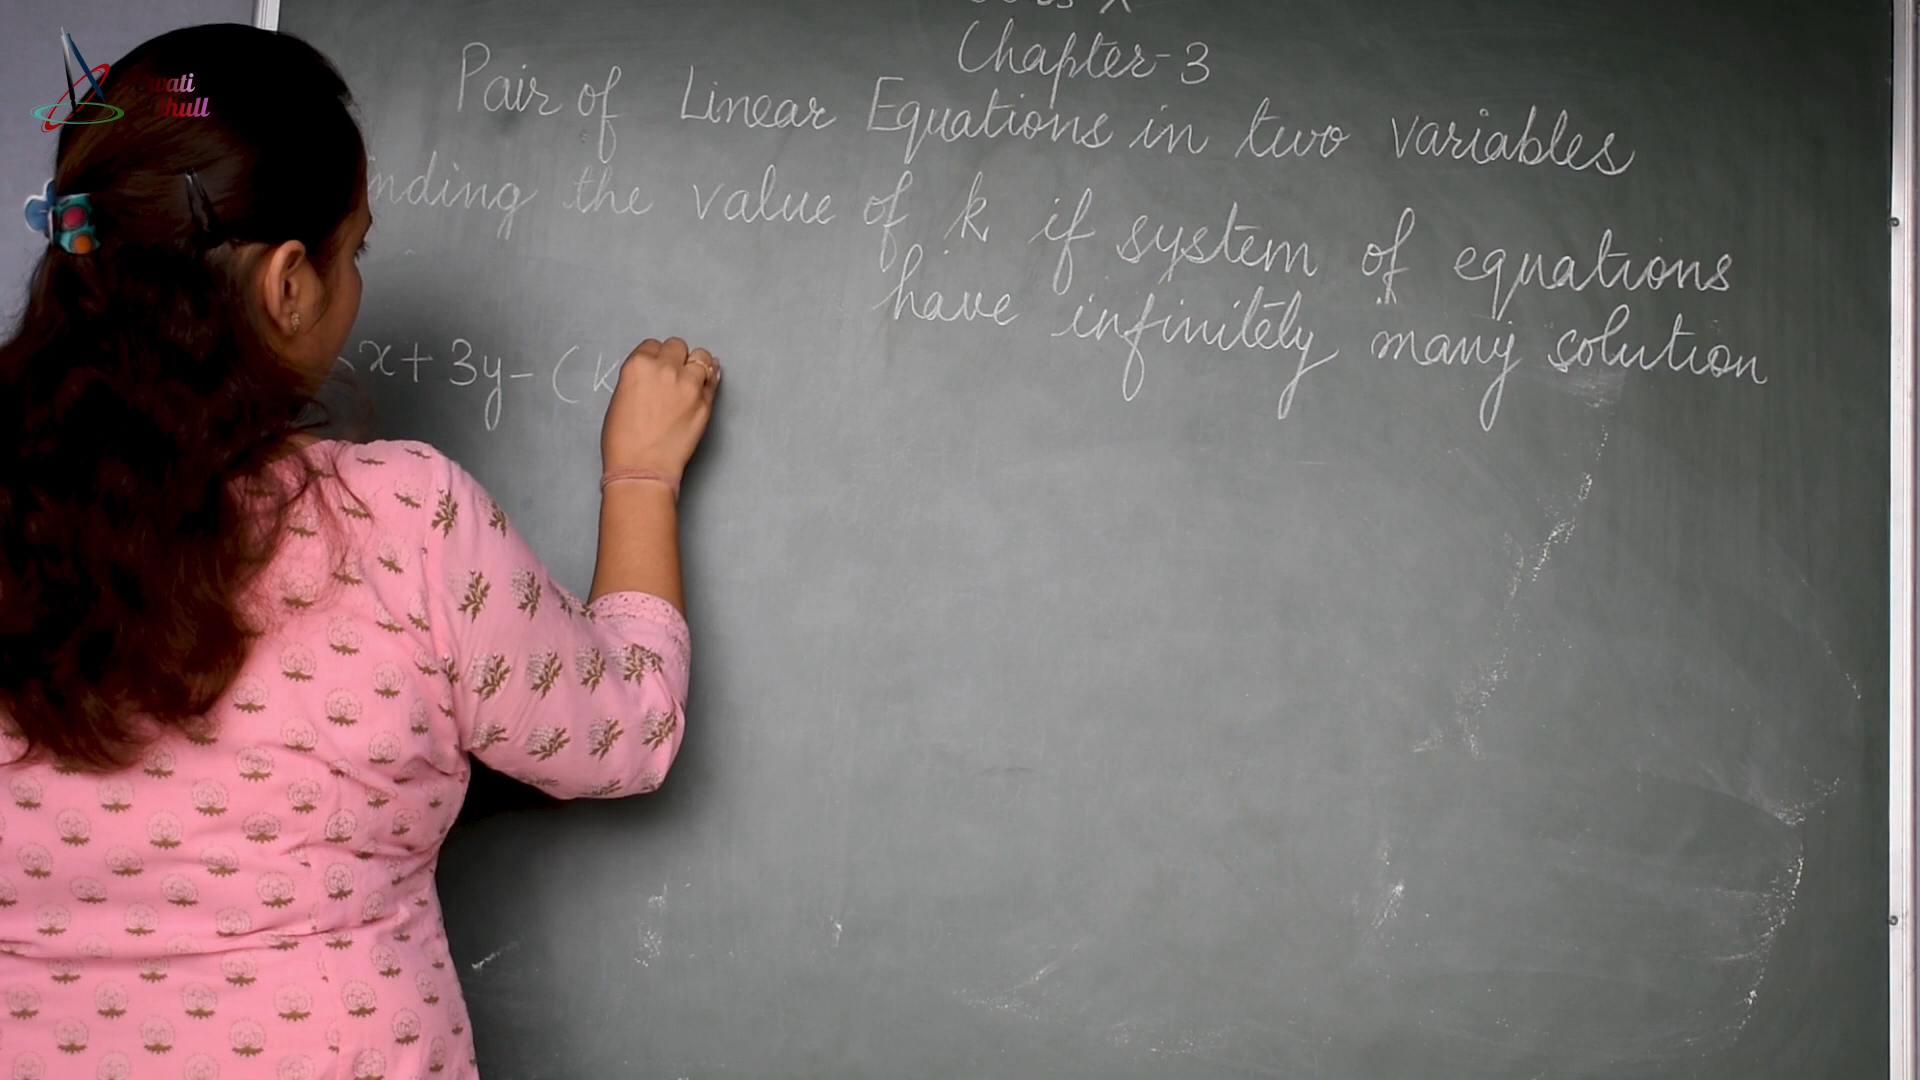 Chapter-3
Pair of Linear Equations in two variables
nding the value of k if system of equations
have infinitely many solution
x + 3y - (k